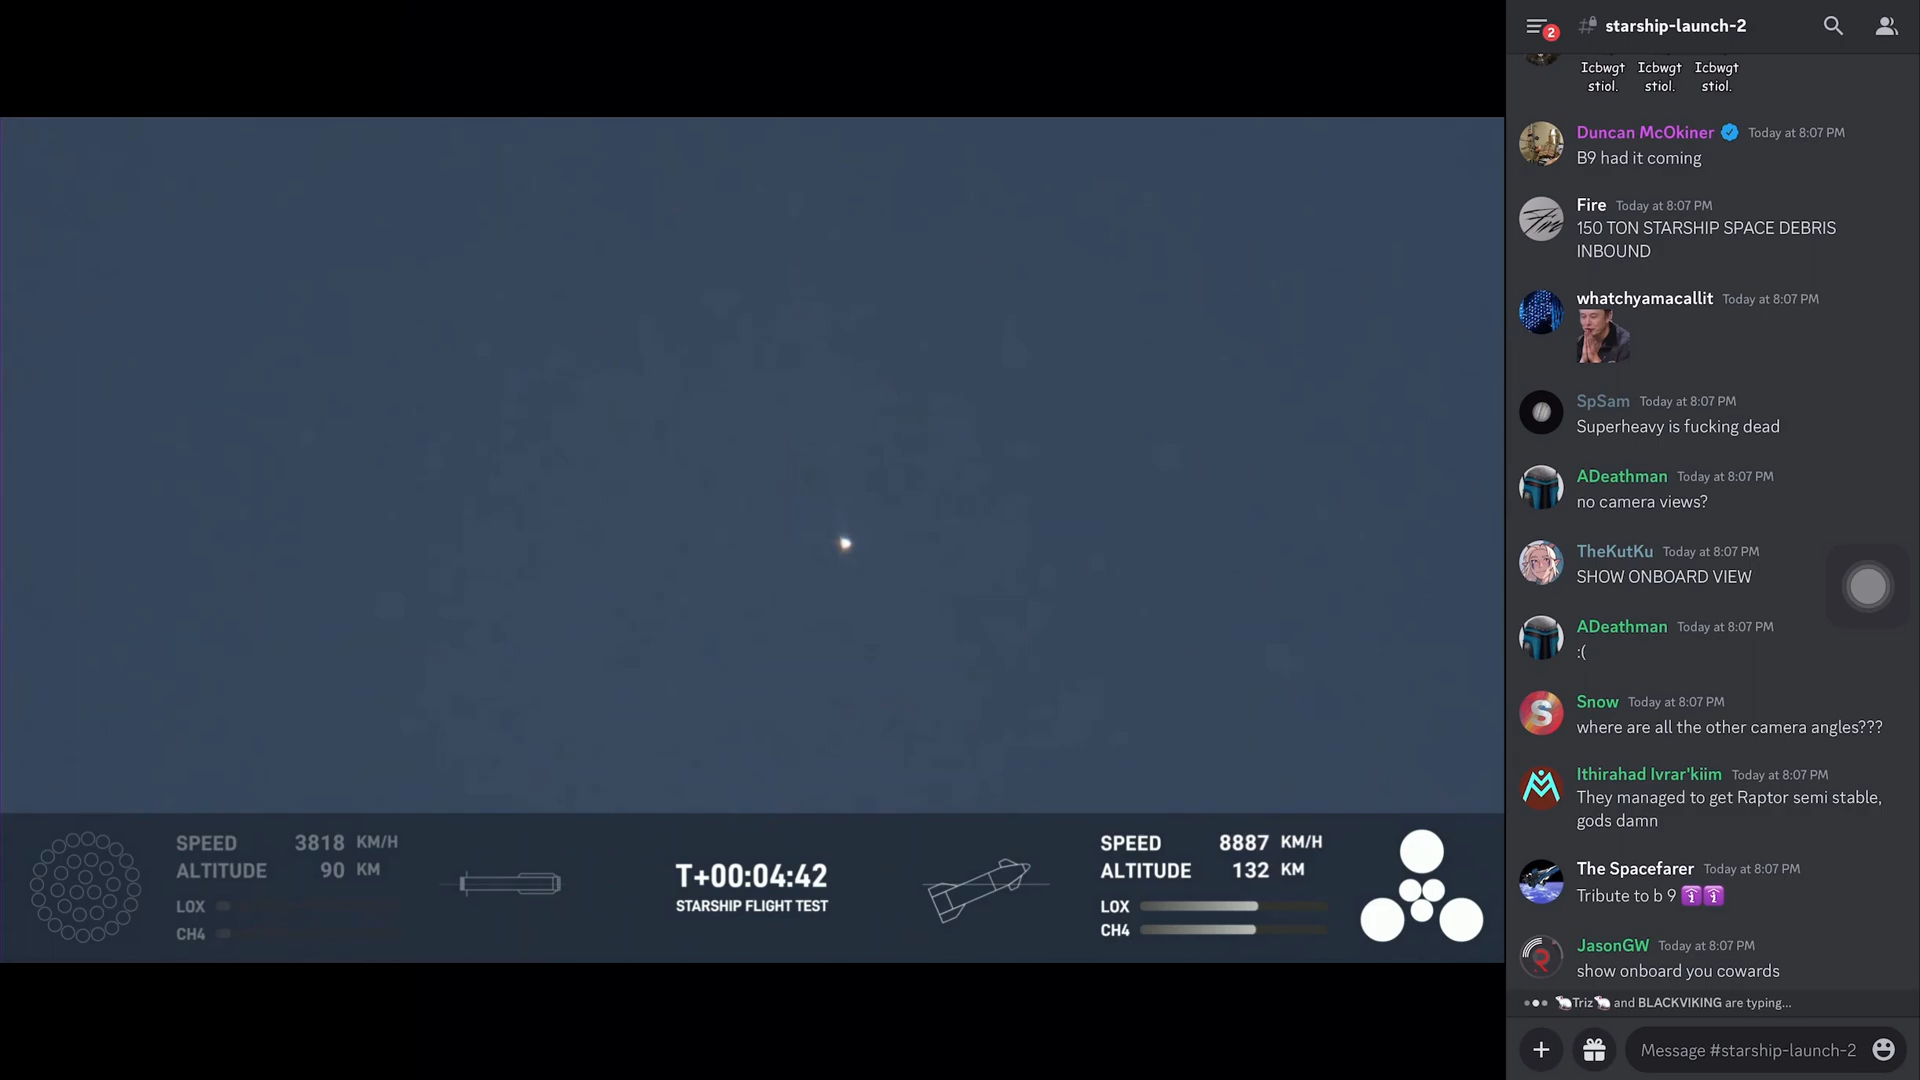 SPEED 3818 KM/H
ALTITUDE 90 KM
LOX
CH4
T+00:04:42
STARSHIP FLIGHT TEST
SPEED 8887 KM/H
ALTITUDE 132 KM
LOX
CH4
2
starship-launch-2
Icbwgt Icbwgt Icbwgt
stiol. stiol. stiol.
Duncan McOkiner Today at 8:07 PM
B9 had it coming
Fire Today at 8:07 PM
150 TON STARSHIP SPACE DEBRIS
INBOUND
whatchyamacallit Today at 8:07 PM
SpSam Today at 8:07 PM
Superheavy is fucking dead
ADeathman Today at 8:07 PM
no camera views?
TheKutKu Today at 8:07 PM
SHOW ONBOARD VIEW
ADeathman Today at 8:07 PM
:(
Snow Today at 8:07 PM
S
where are all the other camera angles???
Ithirahad Ivrar'kiim Today at 8:07 PM
They managed to get Raptor semi stable,
gods damn
The Spacefarer Today at 8:07 PM
Tribute to b 9
JasonGW Today at 8:07 PM
show onboard you cowards
🐁Triz🐁 and BLACKVIKING are typing...
Message #starship-launch-2